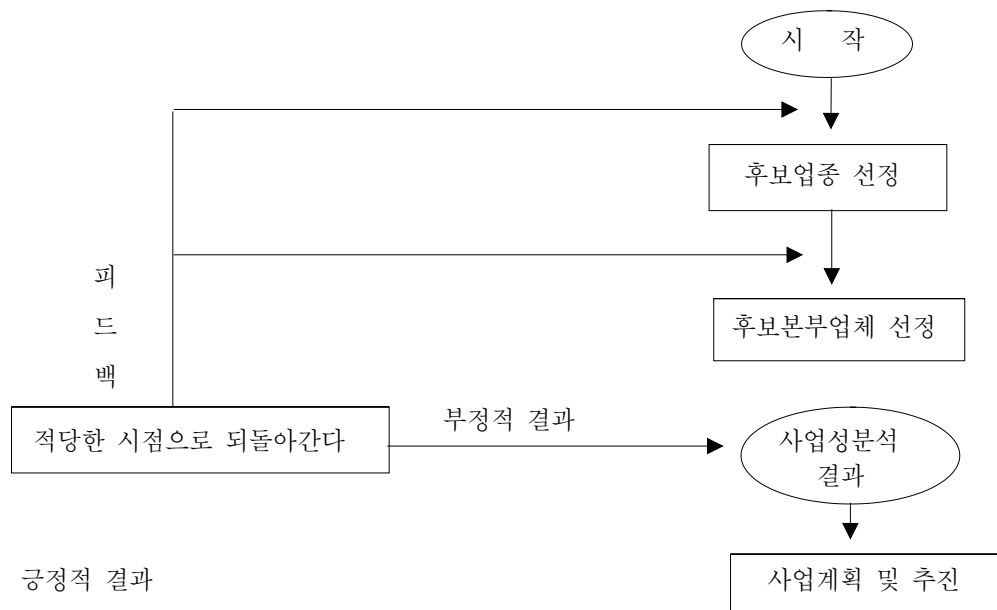 시 작
후보업종 선정
피
드
백
후보본부업체 선정
부정적 결과
적당한 시점으로 되돌아간다
사업성분석
결과
긍정적 결과
사업계획 및 추진